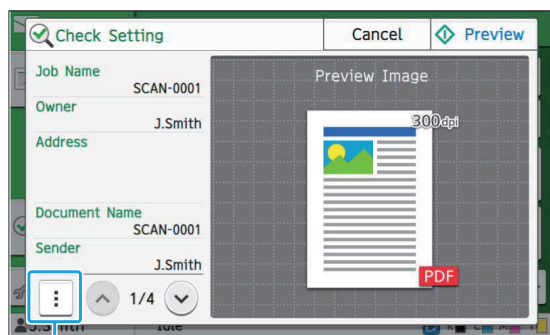 Check Setting
Cancel
Preview
Job Name
SCAN-0001
Owner
J.Smith
Address
Document Name
SCAN-0001
Sender
J.Smith
1/4
Preview Image
300dpi
PDF
J.Smith
Idle
K
C
M